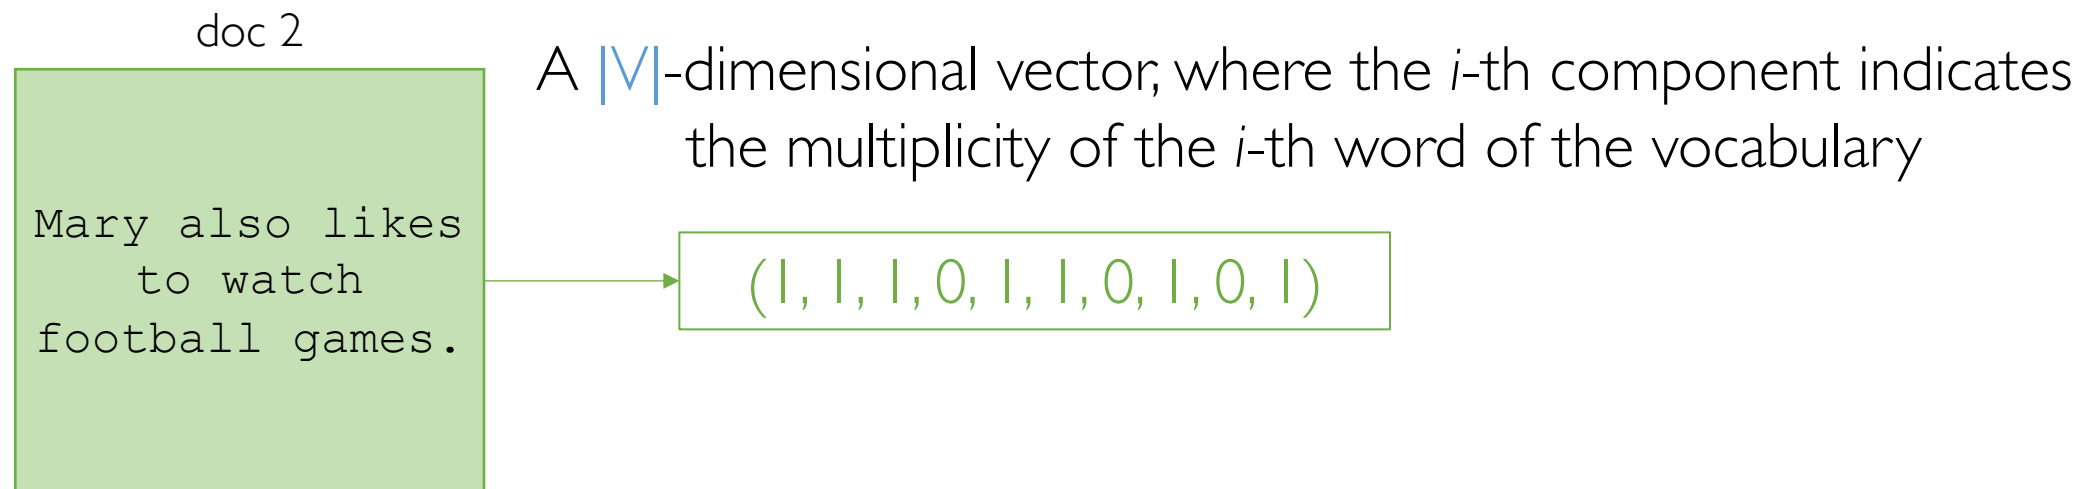 doc 2
A |V|-dimensional vector, where the i-th component indicates
the multiplicity of the i-th word of the vocabulary
Mary also likes
to watch
football games.
(1, 1, 1, 0, 1, 1, 0, 1, 0, 1)